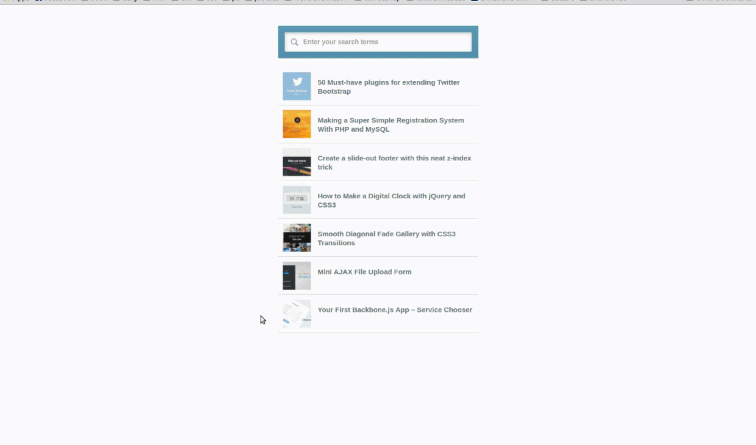 Enter your search terms
50 Must-have plugins for extending Twitter
Bootstrap
Making a Super Simple Registration System
With PHP and MySQL
Create a slide-out footer with this neat z-index
trick
How to Make a Digital Clock with jQuery and
CSS3
Smooth Diagonal Fade Gallery with CSS3
Transitions
Mini AJAX File Upload Form
Your First Backbone.js App – Service Chooser